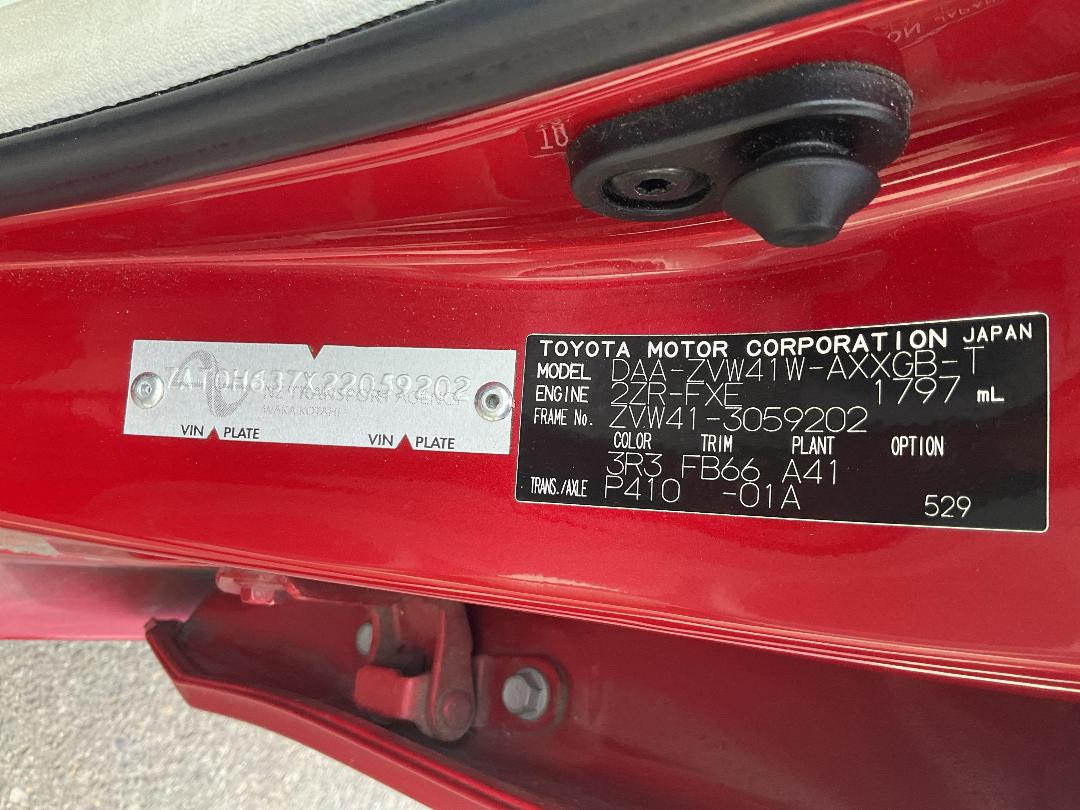 10
7AT0H637X22059202
NZ TRANSPORT AGENCY
WAKA KOTAHI
VIN PLATE VIN PLATE
TOYOTA MOTOR CORPORATION JAPAN
MODEL DAA-ZVW41W-AXXGB-T
ENGINE 2ZR-FXE 1797 mL
FRAME No. ZVW41-3059202
COLOR TRIM PLANT OPTION
3R3 FB66 A41
TRANS./AXLE P410 -01A
529